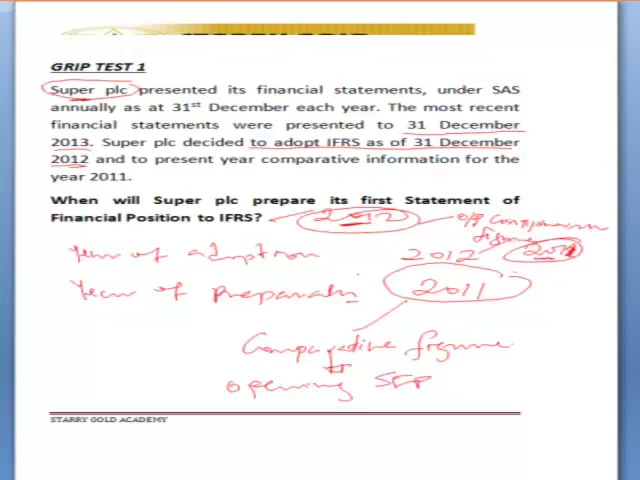 GRIP TEST 1
Super plc presented its financial statements, under SAS
annually as at 31st December each year. The most recent
financial statements were presented to 31 December
2013. Super plc decided to adopt IFRS as of 31 December
2012 and to present year comparative information for the
year 2011.
When will Super plc prepare its first Statement of
Financial Position to IFRS?
2012
figure
Year of adoption 2012 2011
Year of Preparati 2011
Comparative figure
opening SFP
STARRY GOLD ACADEMY